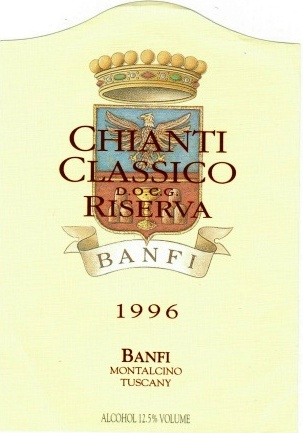 CHIANTI
CLASSICO
D.O.C.G.
RISERVA
BANFI
1996
BANFI
MONTALCINO
TUSCANY
ALCOHOL 12.5% VOLUME